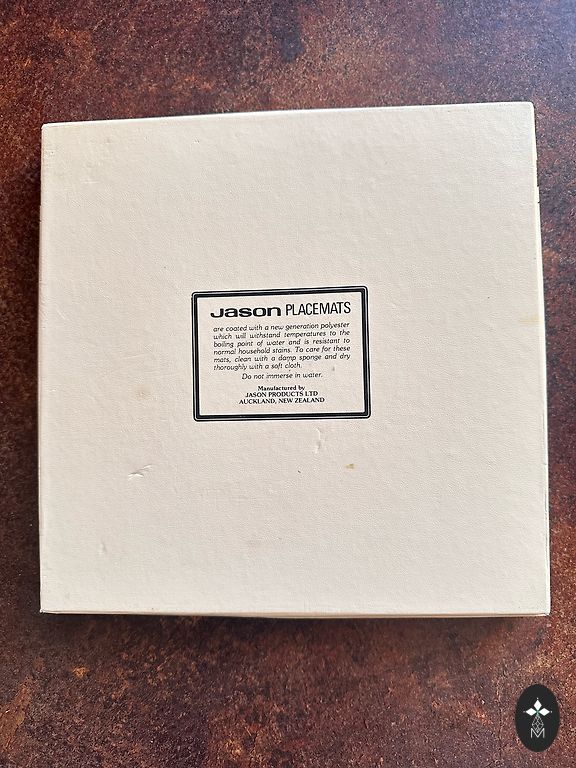 Jason PLACEMATS
are coated with a new generation polyester
which will withstand temperatures to the
boiling point of water and is resistant to
normal household stains. To care for these
mats, clean with a damp sponge and dry
thoroughly with a soft cloth.
Do not immerse in water.
Manufactured by
JASON PRODUCTS LTD
AUCKLAND, NEW ZEALAND
M